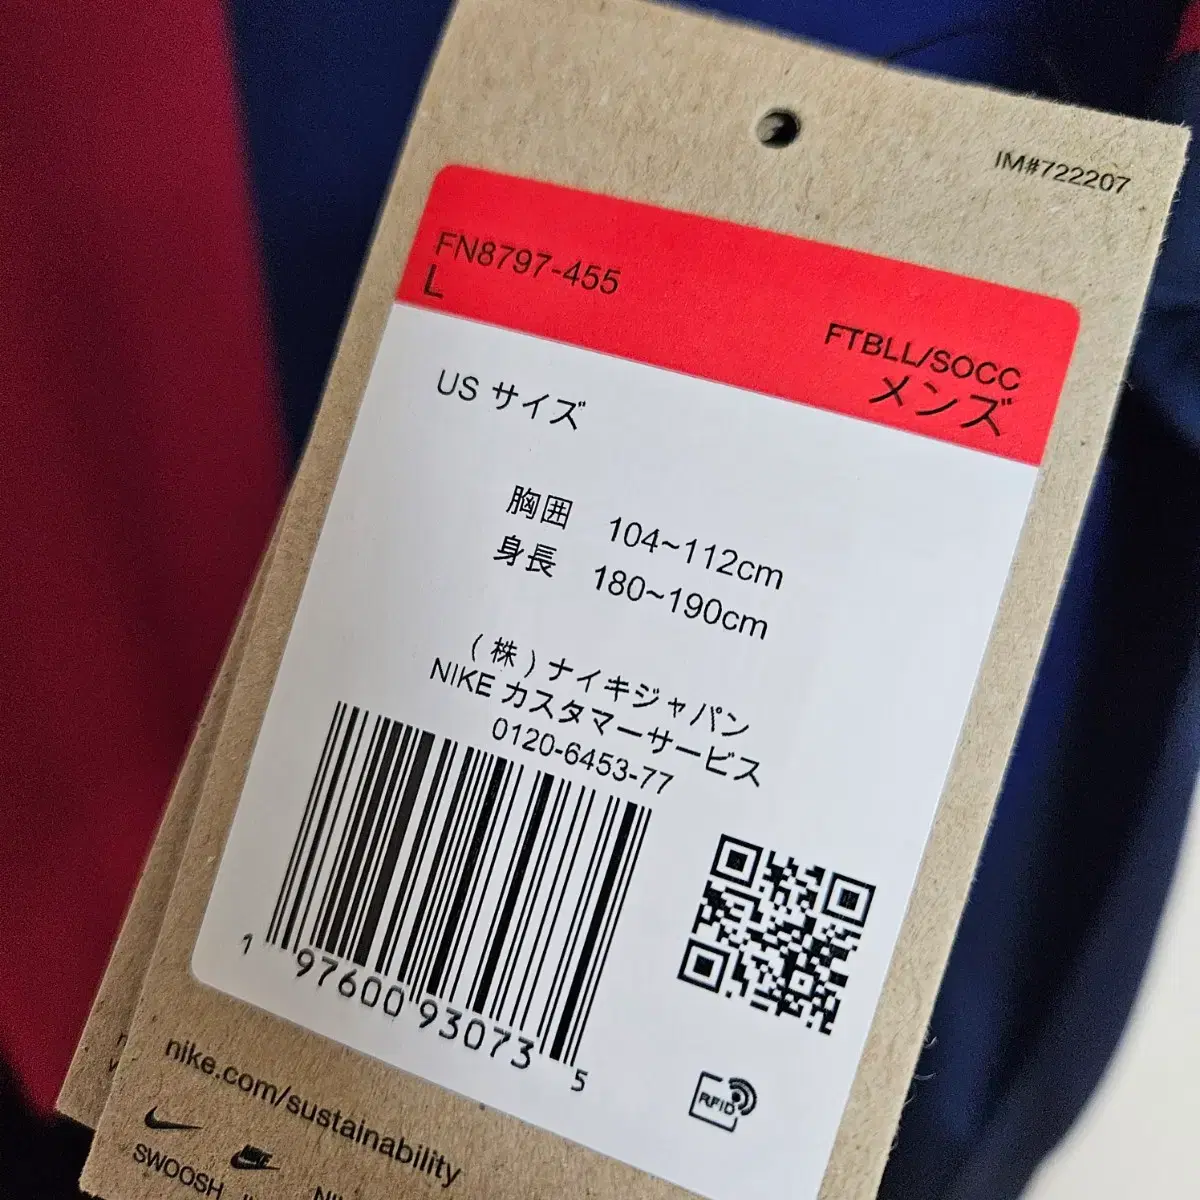 IM#722207
FN8797-455
L
FTBLL/SOCC
メンズ
US サイズ
胸囲 104~112cm
身長 180~190cm
(株)ナイキジャパン
NIKE カスタマーサービス
0120-6453-77
1 97600 93073 5
RFID
nike.com/sustainability
NIKE
SWOOSH